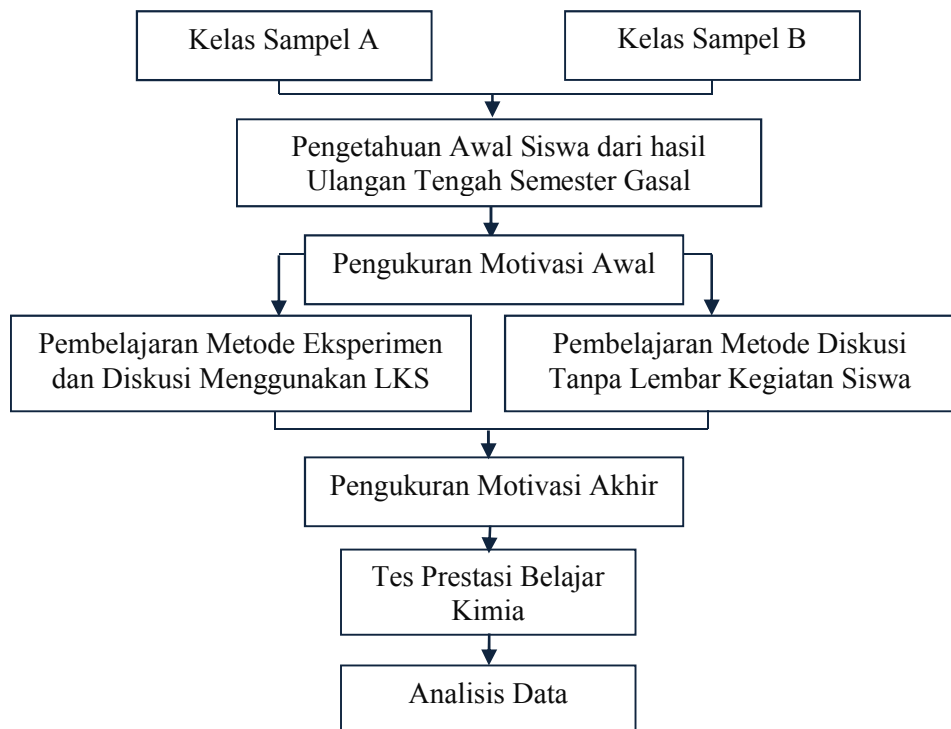 Kelas Sampel A
Kelas Sampel B
Pengetahuan Awal Siswa dari hasil
Ulangan Tengah Semester Gasal
Pengukuran Motivasi Awal
Pembelajaran Metode Eksperimen
dan Diskusi Menggunakan LKS
Pembelajaran Metode Diskusi
Tanpa Lembar Kegiatan Siswa
Pengukuran Motivasi Akhir
Tes Prestasi Belajar
Kimia
Analisis Data